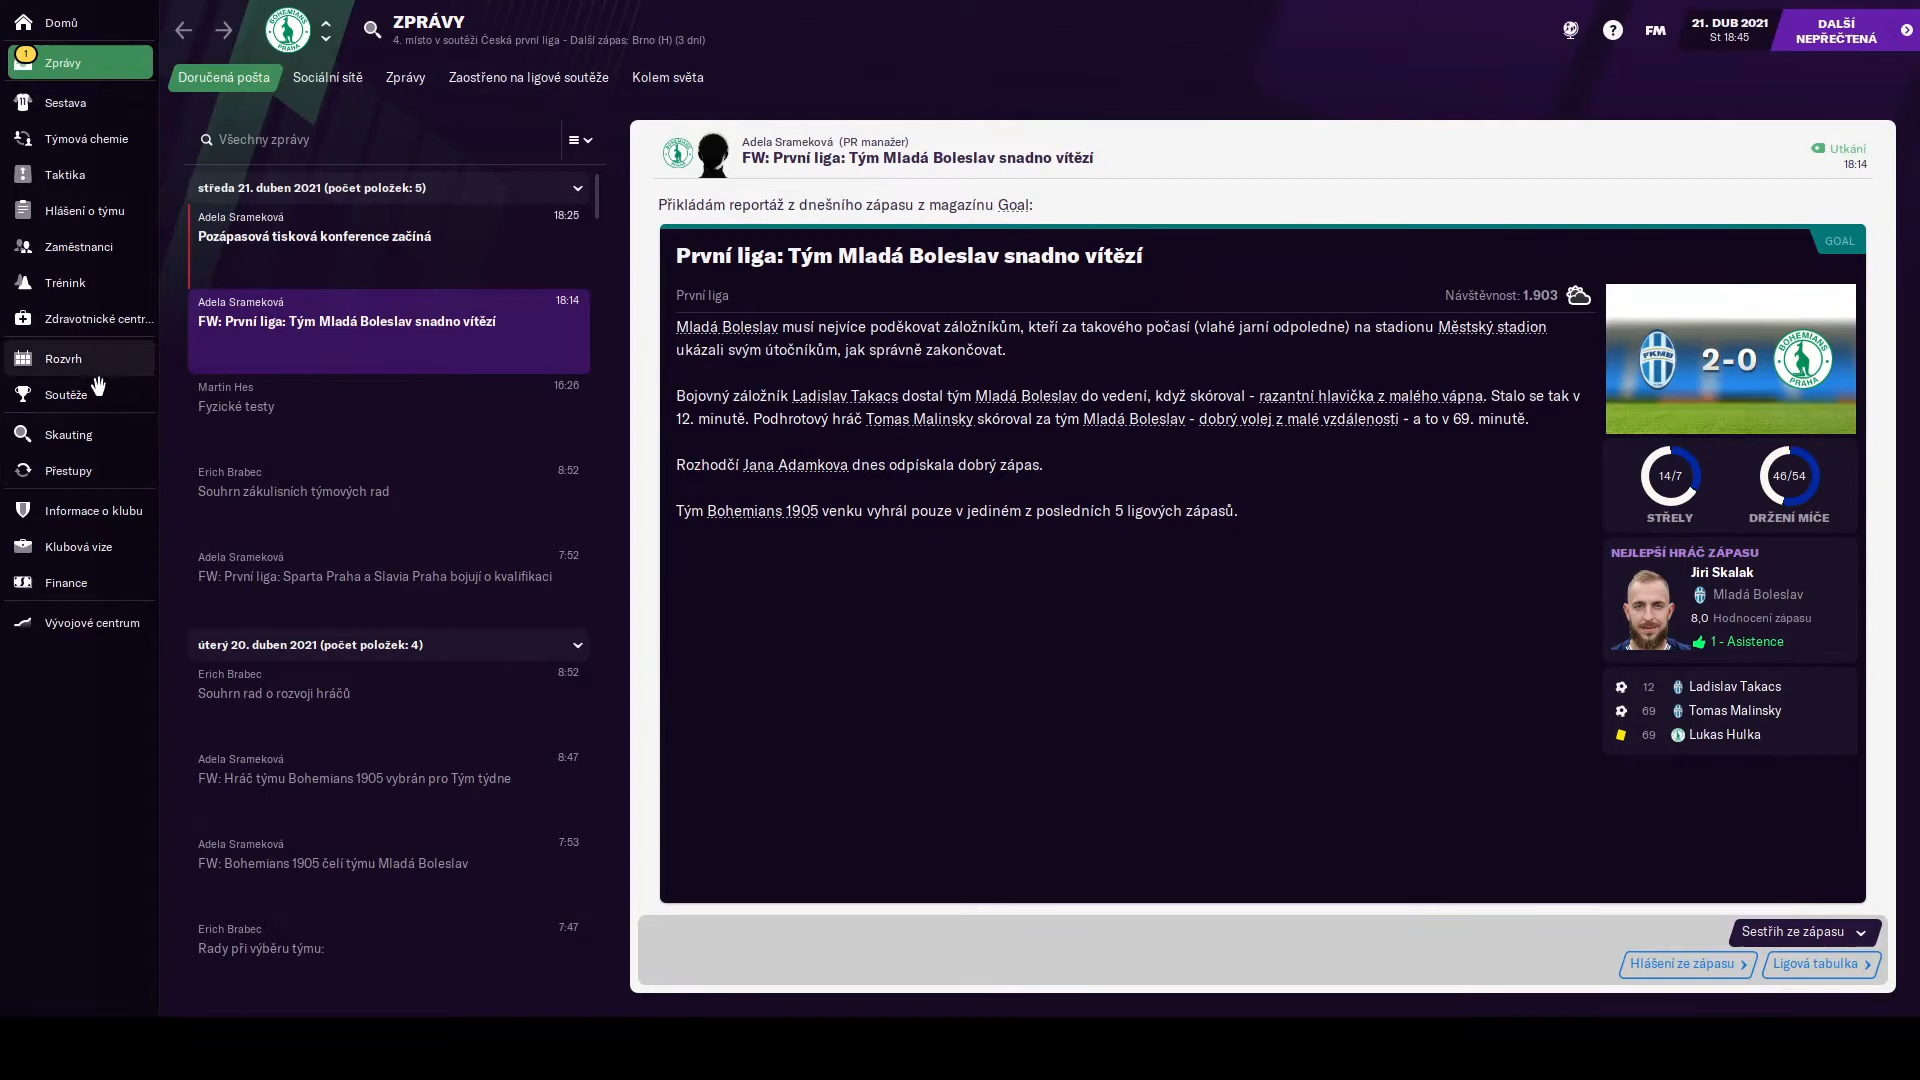 Domů
1
Zprávy
Sestava
Týmová chemie
Taktika
Hlášení o týmu
Zaměstnanci
Trénink
Zdravotnické centr...
Rozvrh
Soutěže
Skauting
Přestupy
Informace o klubu
Klubová vize
Finance
Vývojové centrum
BOHEMIANS
PRAHA
ZPRÁVY
4. místo v soutěži Česká první liga - Další zápas: Brno (H) (3 dní)
?
FM
21. DUB 2021
St 18:45
DALŠÍ
NEPŘEČTENÁ
Doručená pošta
Sociální sítě
Zprávy
Zaostřeno na ligové soutěže
Kolem světa
Všechny zprávy
středa 21. duben 2021 (počet položek: 5)
Adela Srameková 18:25
Pozápasová tisková konference začíná
Adela Srameková 18:14
FW: První liga: Tým Mladá Boleslav snadno vítězí
Martin Hes 16:26
Fyzické testy
Erich Brabec 8:52
Souhrn zákulisních týmových rad
Adela Srameková 7:52
FW: První liga: Sparta Praha a Slavia Praha bojují o kvalifikaci
úterý 20. duben 2021 (počet položek: 4)
Erich Brabec 8:52
Souhrn rad o rozvoji hráčů
Adela Srameková 8:47
FW: Hráč týmu Bohemians 1905 vybrán pro Tým týdne
Adela Srameková 7:53
FW: Bohemians 1905 čelí týmu Mladá Boleslav
Erich Brabec 7:47
Rady při výběru týmu:
Adela Srameková (PR manažer)
FW: První liga: Tým Mladá Boleslav snadno vítězí
Utkání
18:14
Přikládám reportáž z dnešního zápasu z magazínu Goal:
GOAL
První liga: Tým Mladá Boleslav snadno vítězí
První liga
Návštěvnost: 1.903
Mladá Boleslav musí nejvíce poděkovat záložníkům, kteří za takového počasí (vlahé jarní odpoledne) na stadionu Městský stadion
ukázali svým útočníkům, jak správně zakončovat.
Bojovný záložník Ladislav Takacs dostal tým Mladá Boleslav do vedení, když skóroval - razantní hlavička z malého vápna. Stalo se tak v
12. minutě. Podhrotový hráč Tomas Malinsky skóroval za tým Mladá Boleslav - dobrý volej z malé vzdálenosti - a to v 69. minutě.
Rozhodčí Jana Adamkova dnes odpískala dobrý zápas.
Tým Bohemians 1905 venku vyhrál pouze v jediném z posledních 5 ligových zápasů.
FKMB
2-0
BOHEMIANS
PRAHA
14/7
46/54
STŘELY
DRŽENÍ MÍČE
NEJLEPŠÍ HRÁČ ZÁPASU
Jiri Skalak
Mladá Boleslav
8,0 Hodnocení zápasu
1 - Asistence
12 Ladislav Takacs
69 Tomas Malinsky
69 Lukas Hulka
Sestřih ze zápasu
Hlášení ze zápasu
Ligová tabulka